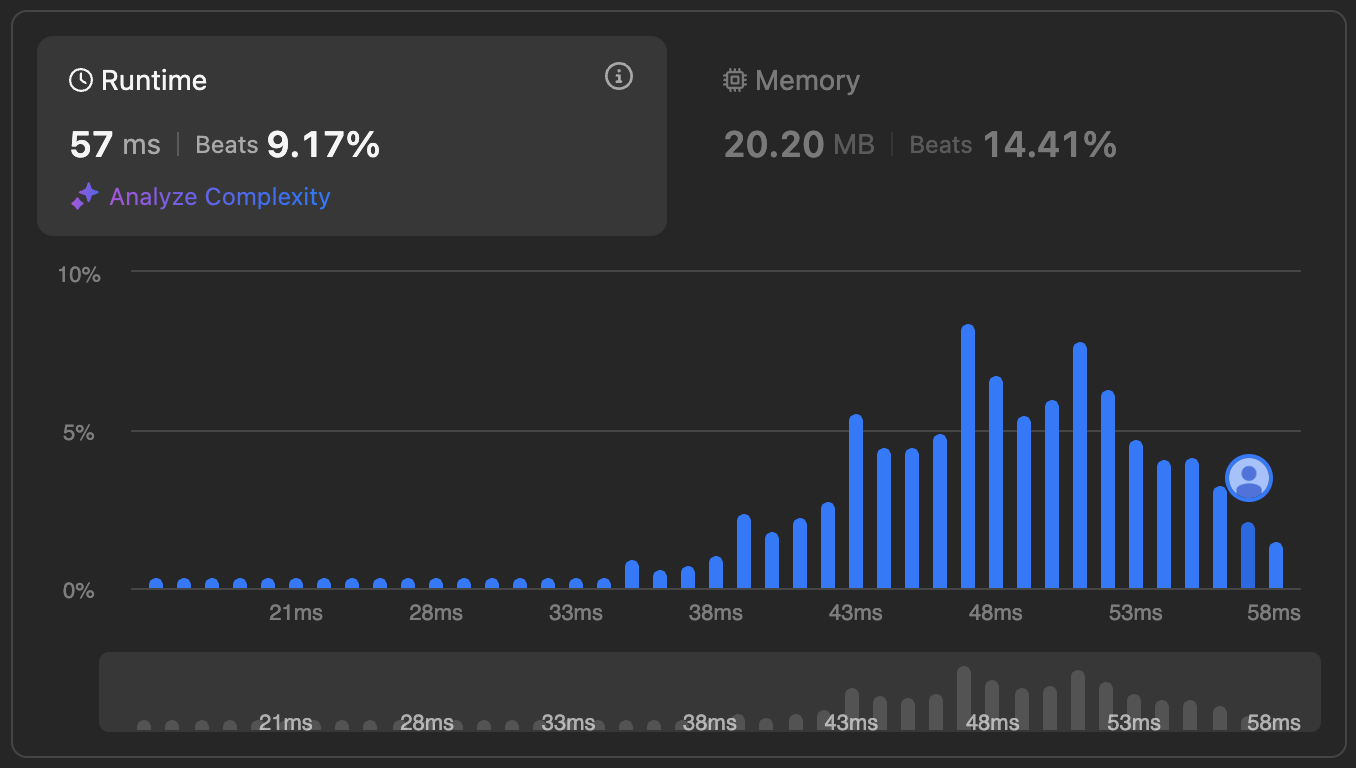 Runtime
57 ms | Beats 9.17%
Analyze Complexity
Memory
20.20 MB | Beats 14.41%
10%
5%
0%
21ms 28ms 33ms 38ms 43ms 48ms 53ms 58ms
21ms 28ms 33ms 38ms 43ms 48ms 53ms 58ms